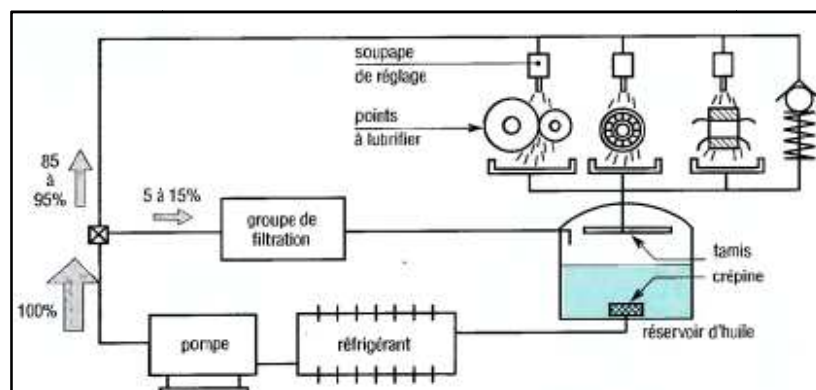 soupape
de réglage
points
à lubrifier
85
à
95%
5 à 15%
groupe de
filtration
tamis
crépine
100%
pompe
réfrigérant
réservoir d'huile